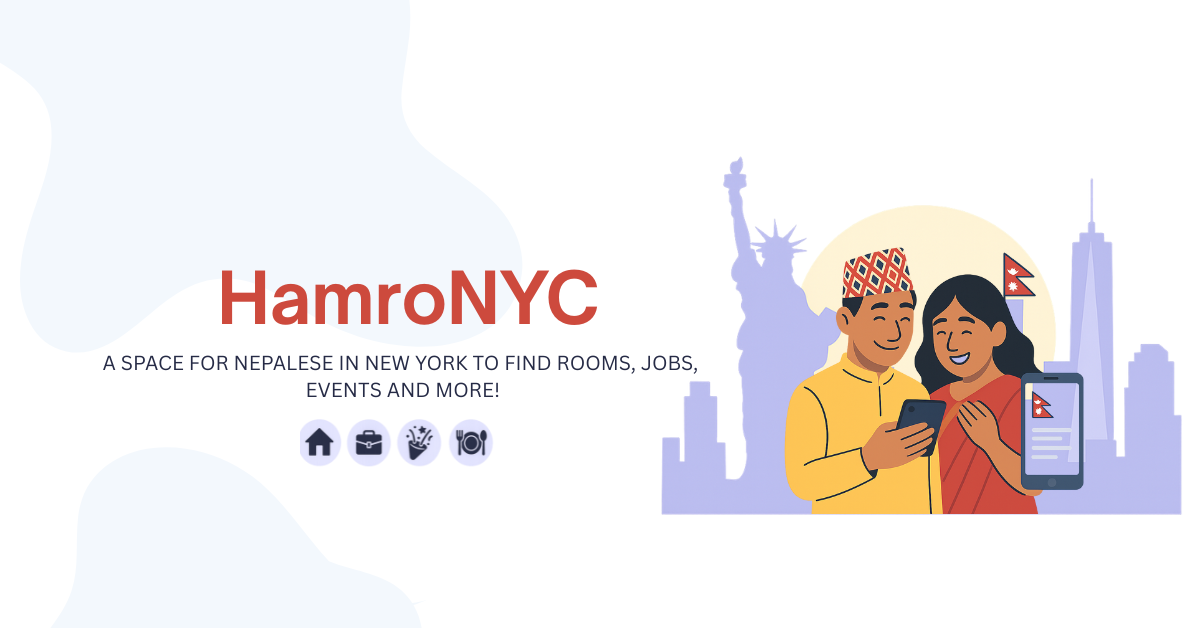 HamroNYC
A SPACE FOR NEPALESE IN NEW YORK TO FIND ROOMS, JOBS,
EVENTS AND MORE!